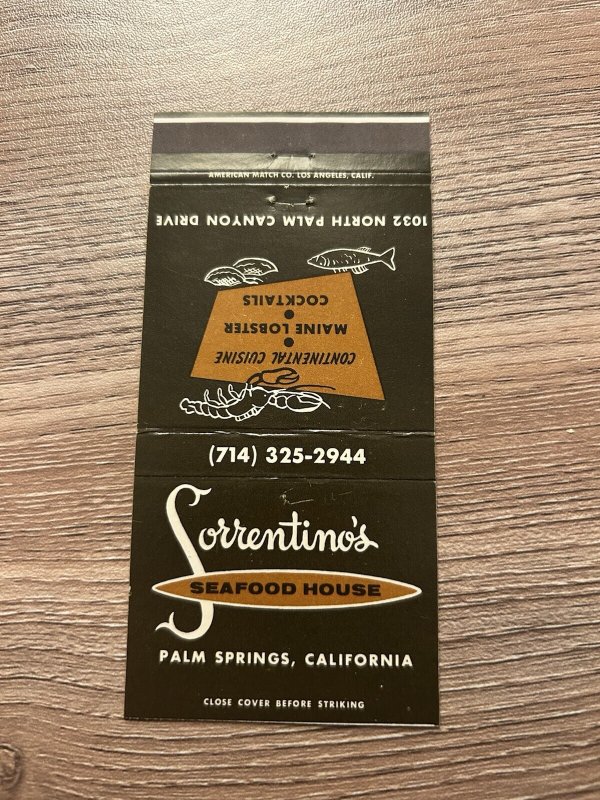 AMERICAN MATCH CO. LOS ANGELES, CALIF.
1032 NORTH PALM CANYON DRIVE
COCKTAILS
•
MAINE LOBSTER
•
CONTINENTAL CUISINE
(714) 325-2944
Sorrentino's
SEAFOOD HOUSE
PALM SPRINGS, CALIFORNIA
CLOSE COVER BEFORE STRIKING